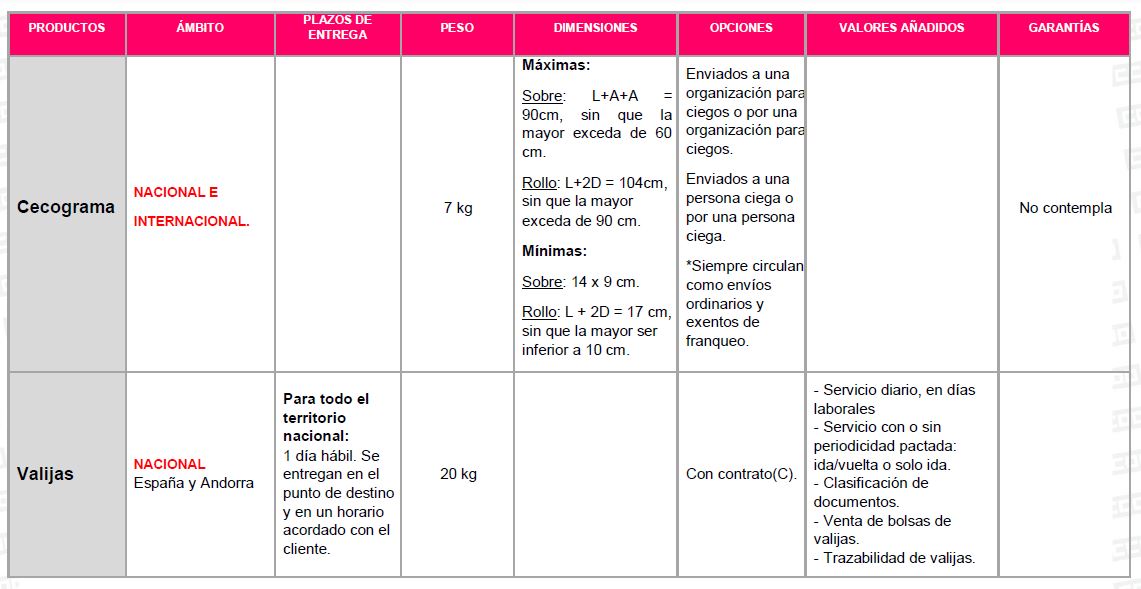 PRODUCTOS
ÁMBITO
PLAZOS DE
ENTREGA
PESO
DIMENSIONES
OPCIONES
VALORES AÑADIDOS
GARANTÍAS
Cecograma
NACIONAL E
INTERNACIONAL.
7 kg
Máximas:
Sobre: L+A+A =
90cm, sin que la
mayor exceda de 60
cm.
Rollo: L+2D = 104cm,
sin que la mayor
exceda de 90 cm.
Mínimas:
Sobre: 14 x 9 cm.
Rollo: L + 2D = 17 cm,
sin que la mayor ser
inferior a 10 cm.
Enviados a una
organización para
ciegos o por una
organización para
ciegos.
Enviados a una
persona ciega o
por una persona
ciega.
*Siempre circulan
como envíos
ordinarios y
exentos de
franqueo.
No contempla
Valijas
NACIONAL
España y Andorra
Para todo el
territorio
nacional:
1 día hábil. Se
entregan en el
punto de destino
y en un horario
acordado con el
cliente.
20 kg
Con contrato(C).
- Servicio diario, en días
laborales
- Servicio con o sin
periodicidad pactada:
ida/vuelta o solo ida.
- Clasificación de
documentos.
- Venta de bolsas de
valijas.
- Trazabilidad de valijas.